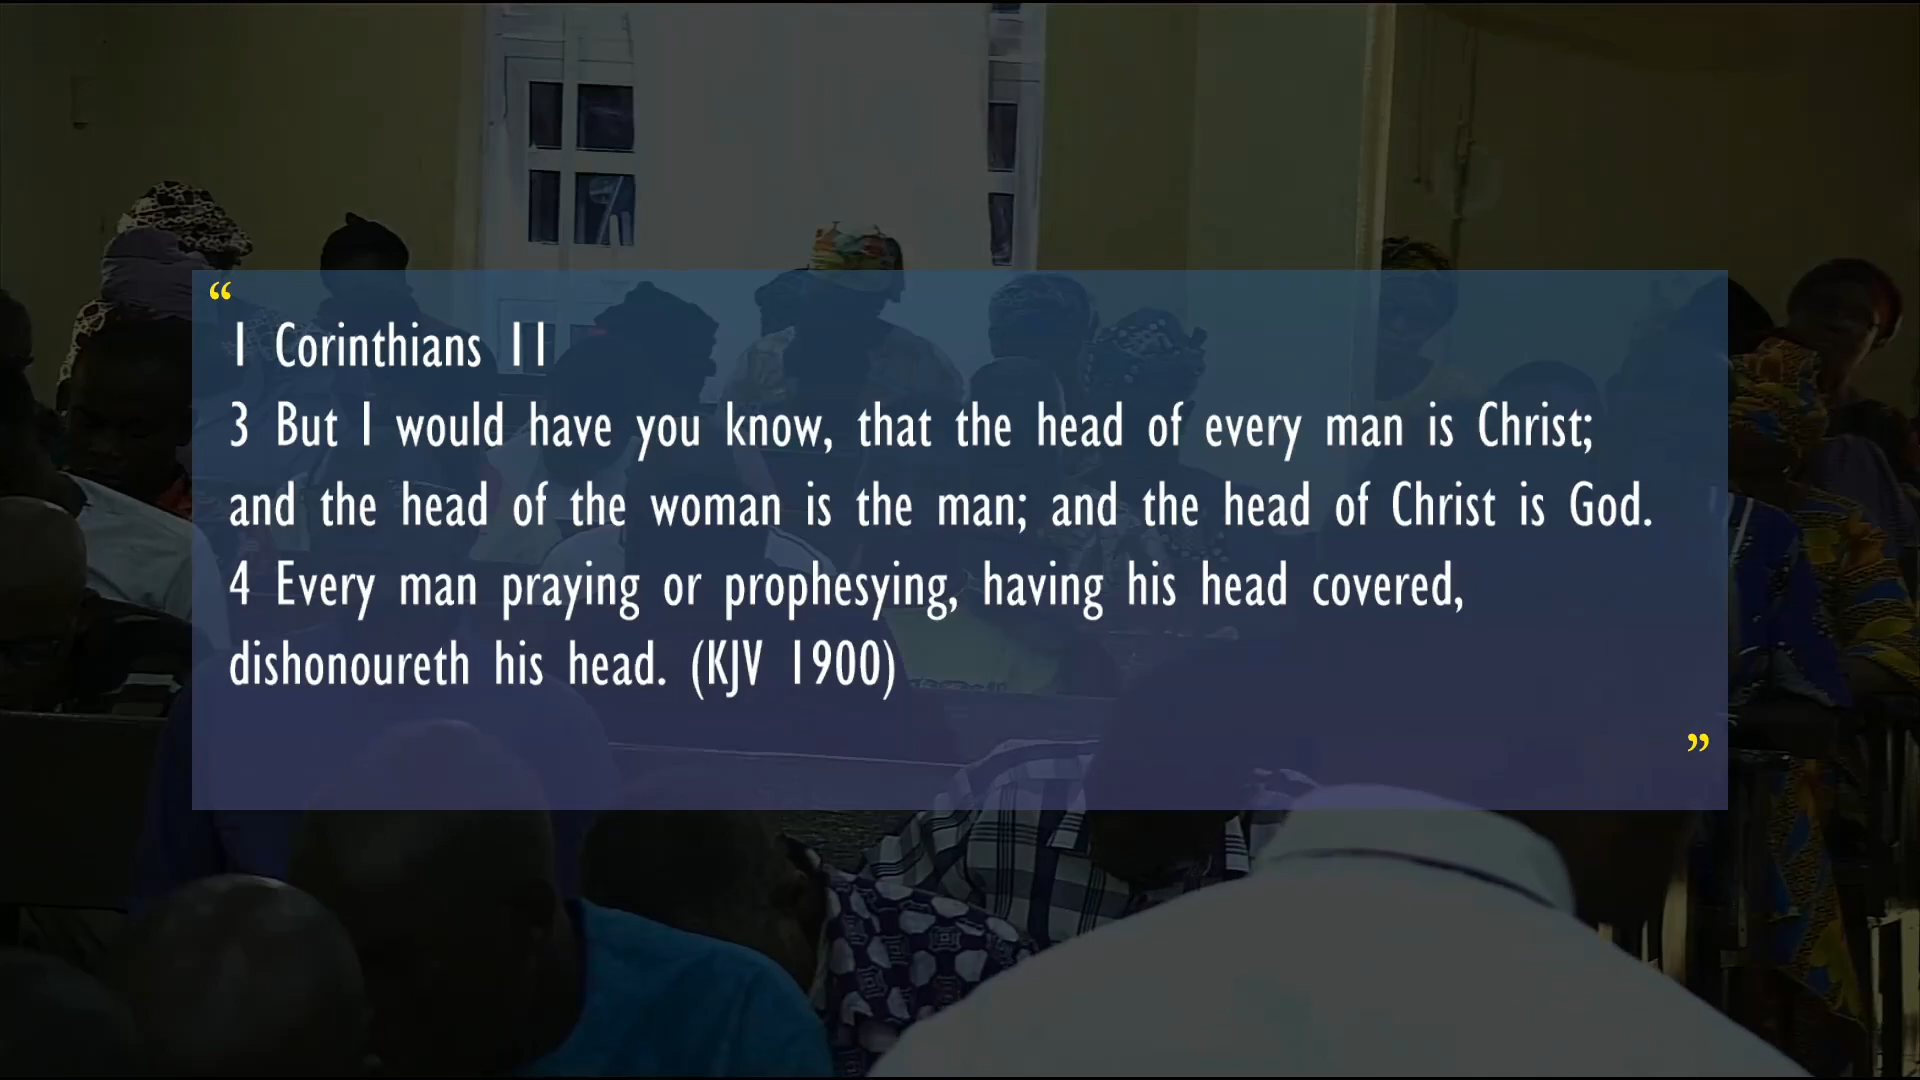 “
1 Corinthians 11
3 But I would have you know, that the head of every man is Christ;
and the head of the woman is the man; and the head of Christ is God.
4 Every man praying or prophesying, having his head covered,
dishonoureth his head. (KJV 1900)
”